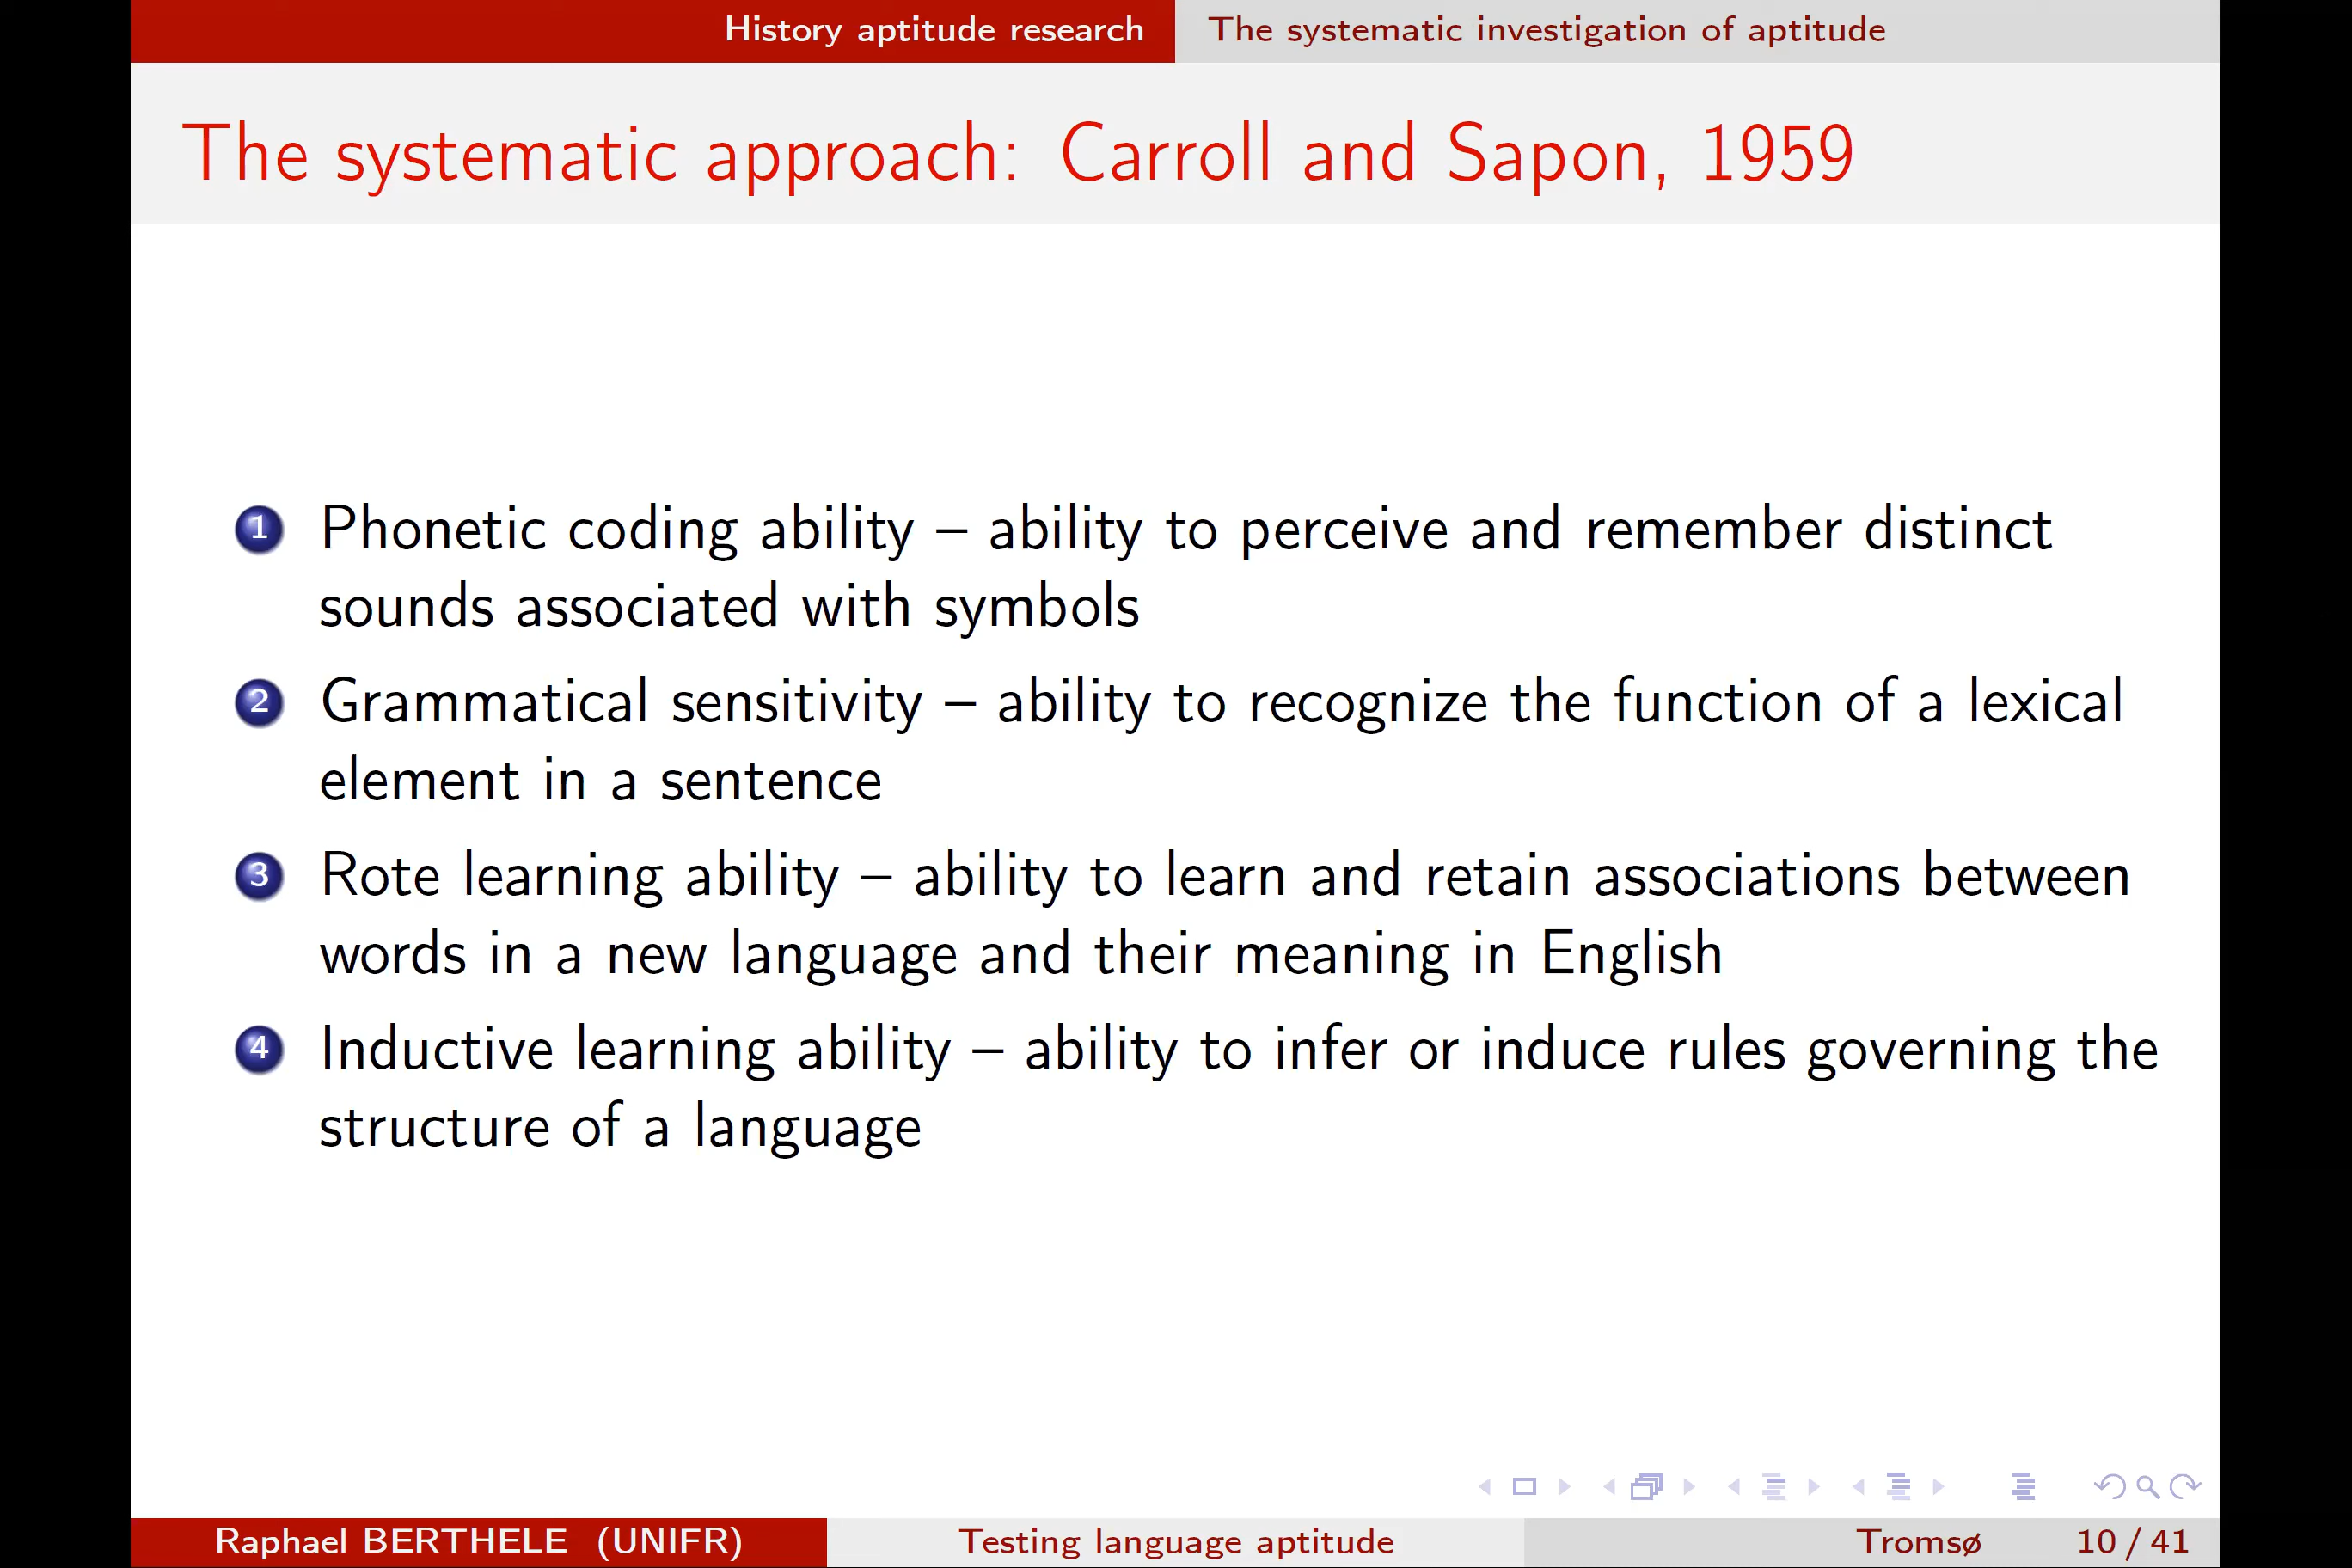 History aptitude research
The systematic investigation of aptitude
The systematic approach: Carroll and Sapon, 1959
1 Phonetic coding ability – ability to perceive and remember distinct
sounds associated with symbols
2 Grammatical sensitivity – ability to recognize the function of a lexical
element in a sentence
3 Rote learning ability – ability to learn and retain associations between
words in a new language and their meaning in English
4 Inductive learning ability – ability to infer or induce rules governing the
structure of a language
Raphael BERTHELE (UNIFR)
Testing language aptitude
Tromsø 10 / 41